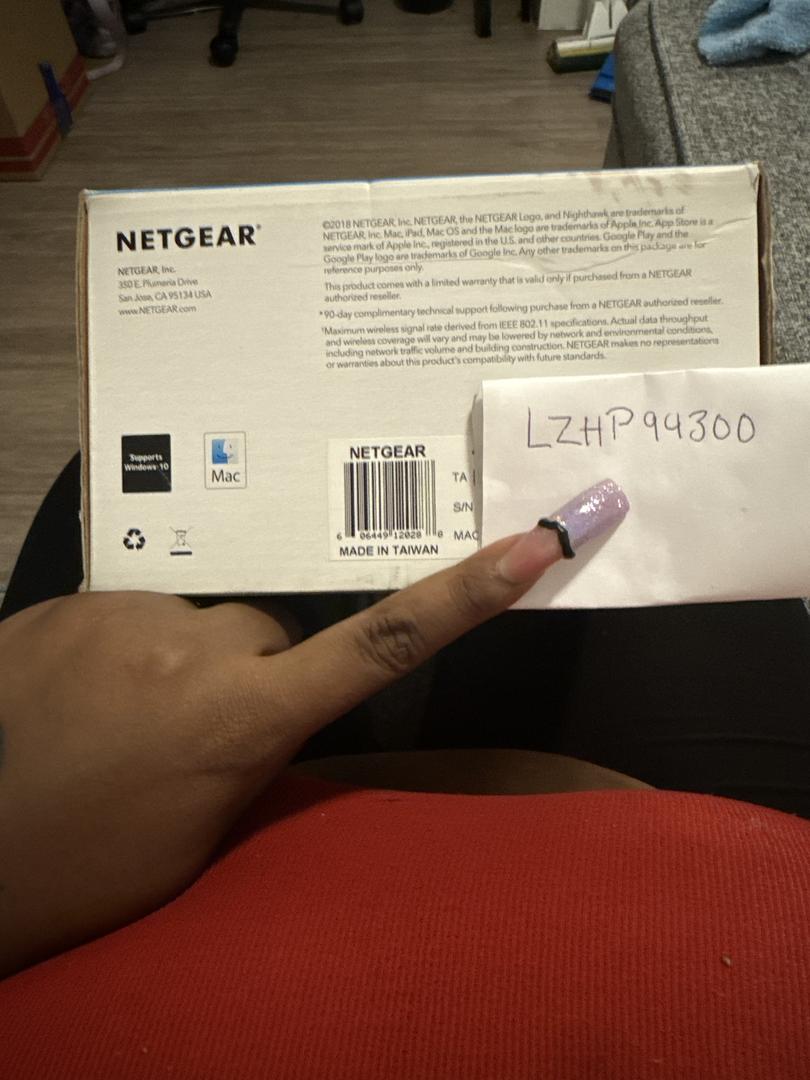 NETGEAR®
NETGEAR, Inc.
350 E. Plumeria Drive
San Jose, CA 95134 USA
www.NETGEAR.com
©2018 NETGEAR, Inc. NETGEAR, the NETGEAR Logo, and Nighthawk are trademarks of
NETGEAR, Inc. Mac, iPad, Mac OS and the Mac logo are trademarks of Apple Inc. App Store is a
service mark of Apple Inc., registered in the U.S. and other countries. Google Play and the
Google Play logo are trademarks of Google Inc. Any other trademarks on this package are for
reference purposes only.
This product comes with a limited warranty that is valid only if purchased from a NETGEAR
authorized reseller.
*90-day complimentary technical support following purchase from a NETGEAR authorized reseller.
†Maximum wireless signal rate derived from IEEE 802.11 specifications. Actual data throughput
and wireless coverage will vary and may be lowered by network and environmental conditions,
including network traffic volume and building construction. NETGEAR makes no representations
or warranties about this product's compatibility with future standards.
Supports
Windows 10
Mac
NETGEAR
6 06449 12028 8
MADE IN TAIWAN
TA
S/N
MAC
LZHP94300